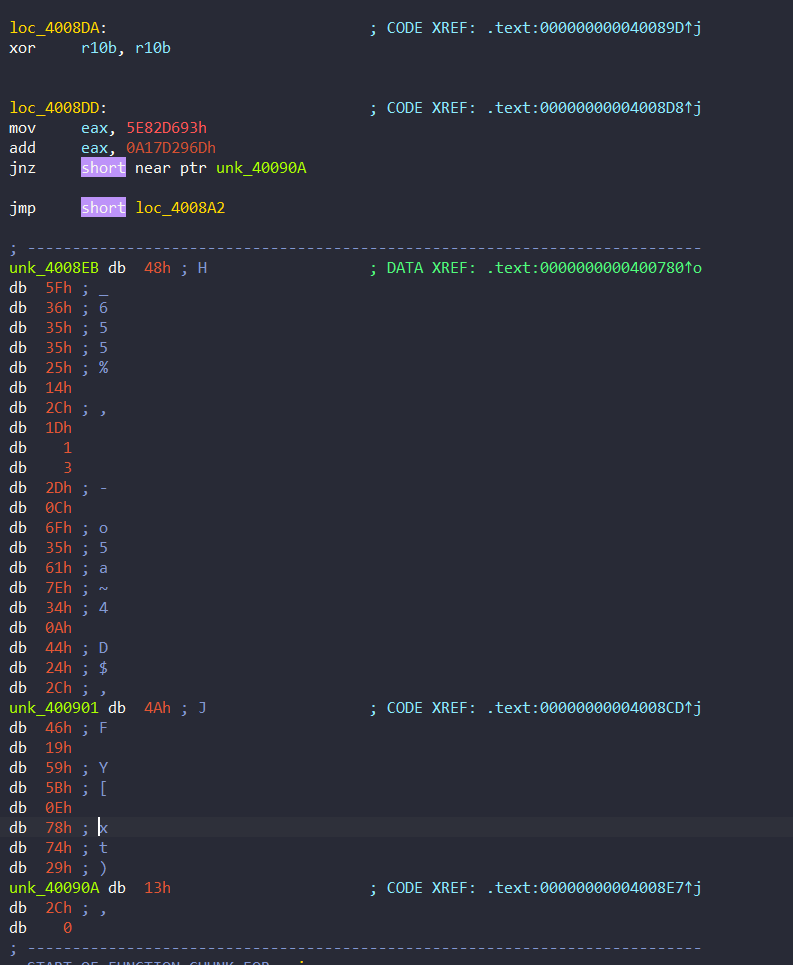 loc_4008DA: ; CODE XREF: .text:000000000040089D↑j
xor r10b, r10b
loc_4008DD: ; CODE XREF: .text:00000000004008D8↑j
mov eax, 5E82D693h
add eax, 0A17D296Dh
jnz short near ptr unk_40090A
jmp short loc_4008A2
; ---------------------------------------------------------------------------
unk_4008EB db 48h ; H ; DATA XREF: .text:0000000000400780↑o
db 5Fh ; _
db 36h ; 6
db 35h ; 5
db 35h ; 5
db 25h ; %
db 14h
db 2Ch ; ,
db 1Dh
db 1
db 3
db 2Dh ; -
db 0Ch
db 6Fh ; o
db 35h ; 5
db 61h ; a
db 7Eh ; ~
db 34h ; 4
db 0Ah
db 44h ; D
db 24h ; $
db 2Ch ; ,
unk_400901 db 4Ah ; J ; CODE XREF: .text:00000000004008CD↑j
db 46h ; F
db 19h
db 59h ; Y
db 5Bh ; [
db 0Eh
db 78h ; x
db 74h ; t
db 29h ; )
unk_40090A db 13h ; CODE XREF: .text:00000000004008E7↑j
db 2Ch ; ,
db 0
; ---------------------------------------------------------------------------
START OF FUNCTION CHUNK FOR